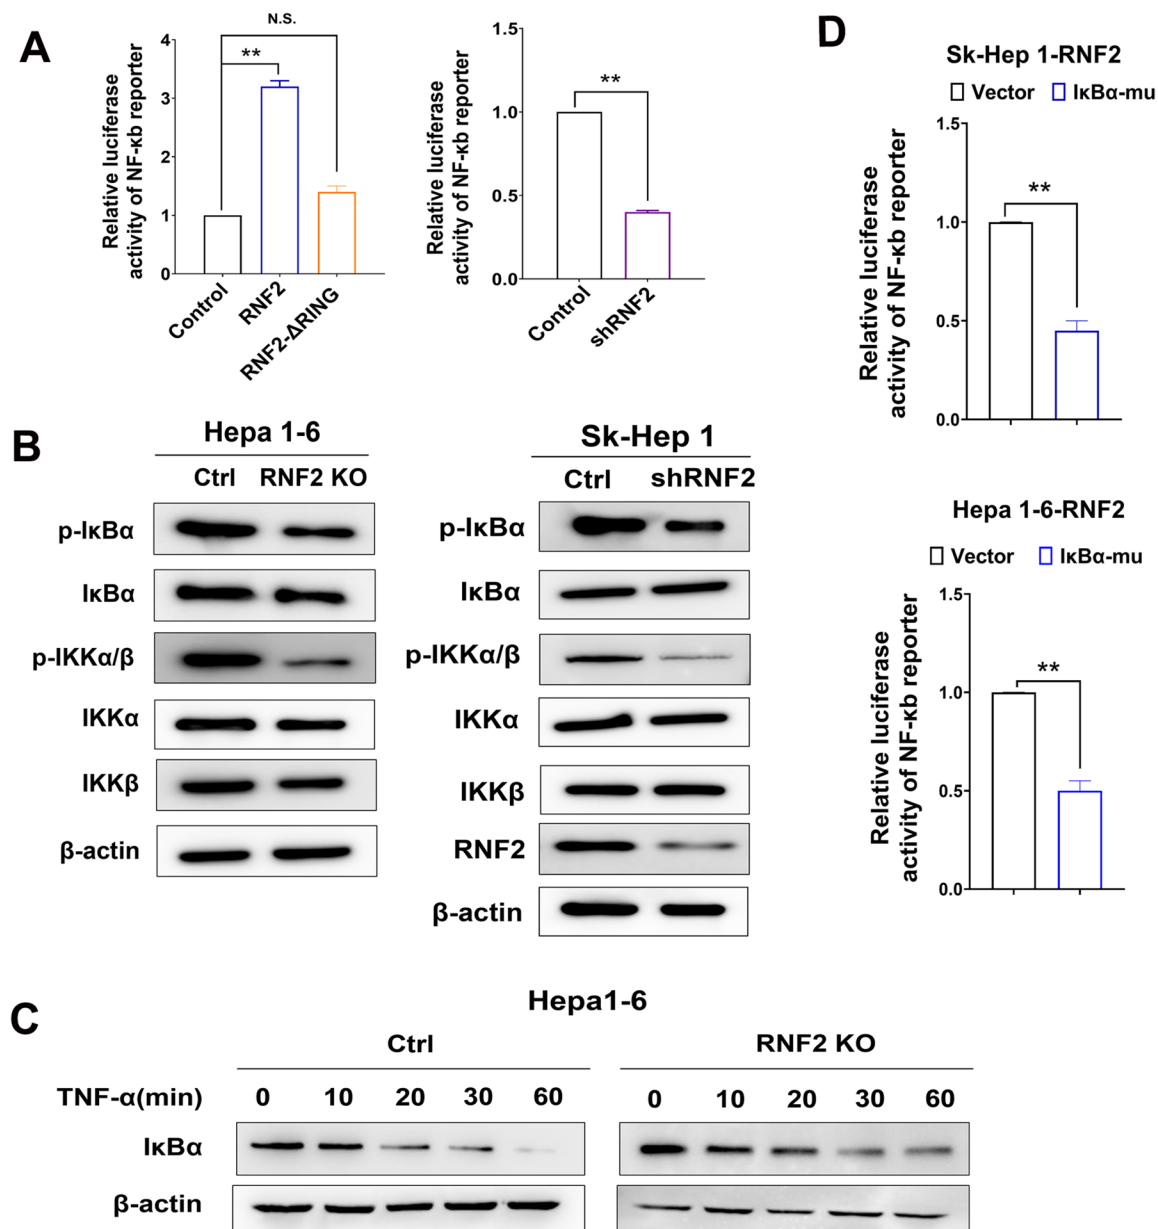 A
N.S.
**
Relative luciferase
activity of NF-κb reporter
4
3
2
1
0
Control
RNF2
RNF2-ΔRING
**
Relative luciferase
activity of NF-κb reporter
1.5
1.0
0.5
0.0
Control
shRNF2
B
Hepa 1-6
Ctrl RNF2 KO
p-IκBα
IκBα
p-IKKα/β
IKKα
IKKβ
β-actin
Sk-Hep 1
Ctrl shRNF2
p-IκBα
IκBα
p-IKKα/β
IKKα
IKKβ
RNF2
β-actin
C
Hepa1-6
Ctrl RNF2 KO
TNF-α(min) 0 10 20 30 60 0 10 20 30 60
IκBα
β-actin
D
Sk-Hep 1-RNF2
Vector IκBα-mu
Relative luciferase
activity of NF-κb reporter
1.5
1.0
0.5
0.0
**
Hepa 1-6-RNF2
Vector IκBα-mu
Relative luciferase
activity of NF-κb reporter
1.5
1.0
0.5
0.0
**